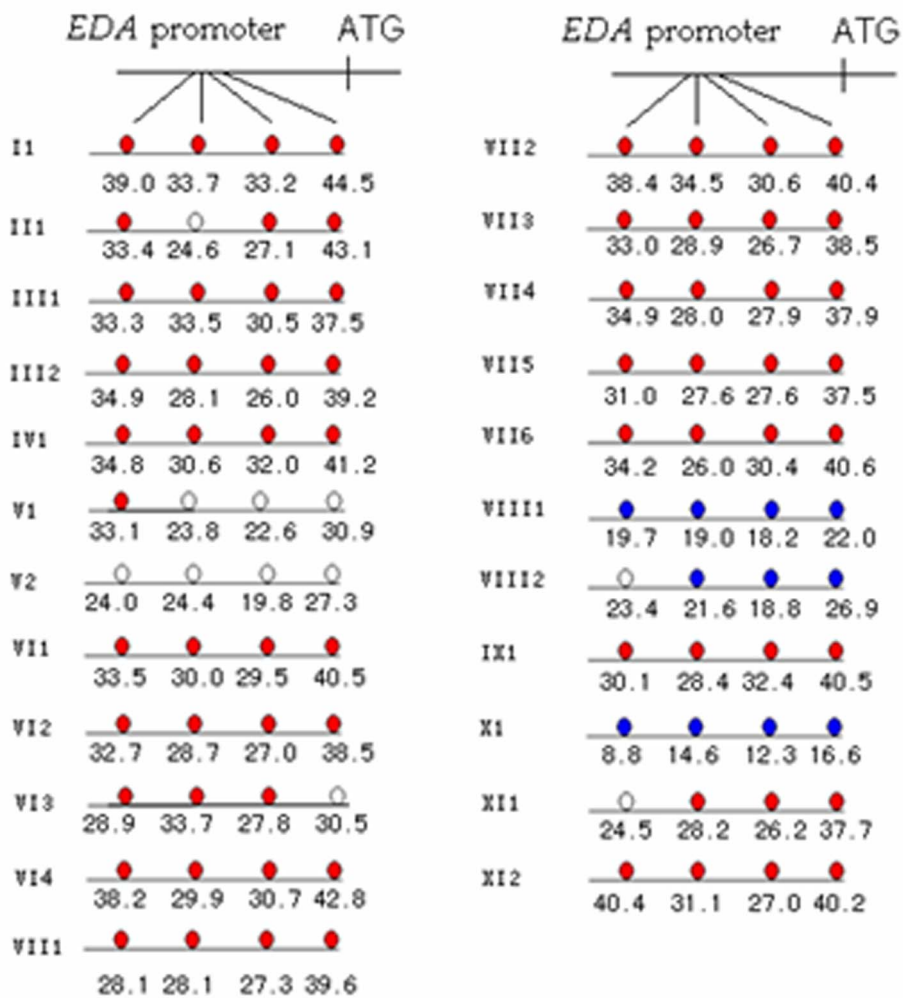 EDA promoter ATG
I1
39.0 33.7 33.2 44.5
II1
33.4 24.6 27.1 43.1
III1
33.3 33.5 30.5 37.5
III2
34.9 28.1 26.0 39.2
IV1
34.8 30.6 32.0 41.2
V1
33.1 23.8 22.6 30.9
V2
24.0 24.4 19.8 27.3
VI1
33.5 30.0 29.5 40.5
VI2
32.7 28.7 27.0 38.5
VI3
28.9 33.7 27.8 30.5
VI4
38.2 29.9 30.7 42.8
VII1
28.1 28.1 27.3 39.6
EDA promoter ATG
VII2
38.4 34.5 30.6 40.4
VII3
33.0 28.9 26.7 38.5
VII4
34.9 28.0 27.9 37.9
VII5
31.0 27.6 27.6 37.5
VII6
34.2 26.0 30.4 40.6
VIII1
19.7 19.0 18.2 22.0
VIII2
23.4 21.6 18.8 26.9
IX1
30.1 28.4 32.4 40.5
X1
8.8 14.6 12.3 16.6
XI1
24.5 28.2 26.2 37.7
XI2
40.4 31.1 27.0 40.2